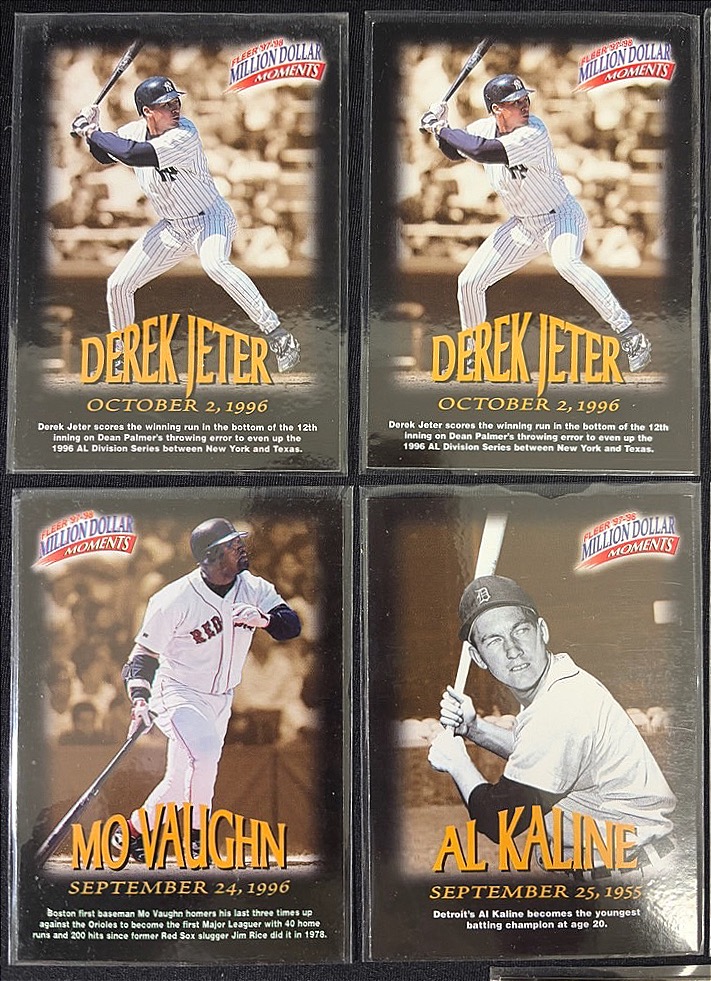 FLEER '97-'98
MILLION DOLLAR
MOMENTS
NY
DEREK JETER
OCTOBER 2, 1996
Derek Jeter scores the winning run in the bottom of the 12th
inning on Dean Palmer's throwing error to even up the
1996 AL Division Series between New York and Texas.
FLEER '97-'98
MILLION DOLLAR
MOMENTS
NY
DEREK JETER
OCTOBER 2, 1996
Derek Jeter scores the winning run in the bottom of the 12th
inning on Dean Palmer's throwing error to even up the
1996 AL Division Series between New York and Texas.
FLEER '97-'98
MILLION DOLLAR
MOMENTS
RED
MO VAUGHN
SEPTEMBER 24, 1996
Boston first baseman Mo Vaughn homers his last three times up
against the Orioles to become the first Major Leaguer with 40 home
runs and 200 hits since former Red Sox slugger Jim Rice did it in 1978.
FLEER '97-'98
MILLION DOLLAR
MOMENTS
D
AL KALINE
SEPTEMBER 25, 1955
Detroit's Al Kaline becomes the youngest
batting champion at age 20.